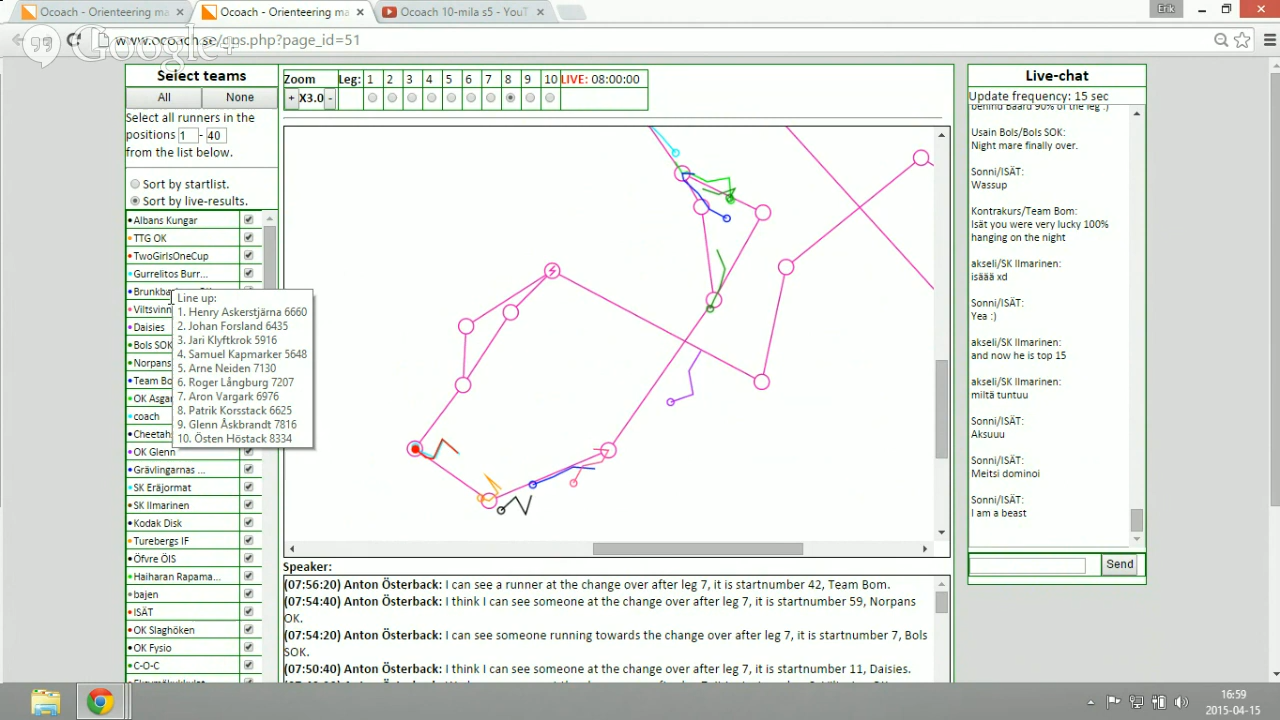 Ocoach - Orienteering ma
Ocoach - Orienteering ma
Ocoach 10-mila s5 - YouT
Erik
Google+
page_id=51
Select teams
All
None
Select all runners in the
positions 1 - 40
from the list below.
Sort by startlist.
Sort by live-results.
Albans Kungar
TTG OK
TwoGirlsOneCup
Gurrelitos Burr...
Daisies
Bols SOK
Norpans
coach
OK Glenn
Grävlingarnas ...
SK Eräjormat
SK Ilmarinen
Kodak Disk
Turebergs IF
Öfvre ÖIS
Haiharan Rapama...
bajen
ISÄT
OK Slaghöken
OK Fysio
C-O-C
Line up:
1. Henry Askerstjärna 6660
2. Johan Forsland 6435
3. Jari Klyftkrok 5916
4. Samuel Kapmarker 5648
5. Arne Neiden 7130
6. Roger Långburg 7207
7. Aron Vargark 6976
8. Patrik Korsstack 6625
9. Glenn Åskbrandt 7816
10. Östen Höstack 8334
Zoom
+ X3.0 -
Leg: 1 2 3 4 5 6 7 8 9 10 LIVE: 08:00:00
Speaker:
(07:56:20) Anton Österback: I can see a runner at the change over after leg 7, it is startnumber 42, Team Bom.
(07:54:40) Anton Österback: I think I can see someone at the change over after leg 7, it is startnumber 59, Norpans
OK.
(07:54:20) Anton Österback: I can see someone running towards the change over after leg 7, it is startnumber 7, Bols
SOK.
(07:50:40) Anton Österback: I think I can see someone at the change over after leg 7, it is startnumber 11, Daisies.
Live-chat
Update frequency: 15 sec
behind Baard 90% of the leg :)
Usain Bols/Bols SOK:
Night mare finally over.
Sonni/ISÄT:
Wassup
Kontrakurs/Team Bom:
Isät you were very lucky 100%
hanging on the night
akseli/SK Ilmarinen:
isäää xd
Sonni/ISÄT:
Yea :)
akseli/SK Ilmarinen:
and now he is top 15
akseli/SK Ilmarinen:
miltä tuntuu
Sonni/ISÄT:
Aksuuu
Sonni/ISÄT:
Meitsi dominoi
Sonni/ISÄT:
I am a beast
Send
16:59
2015-04-15